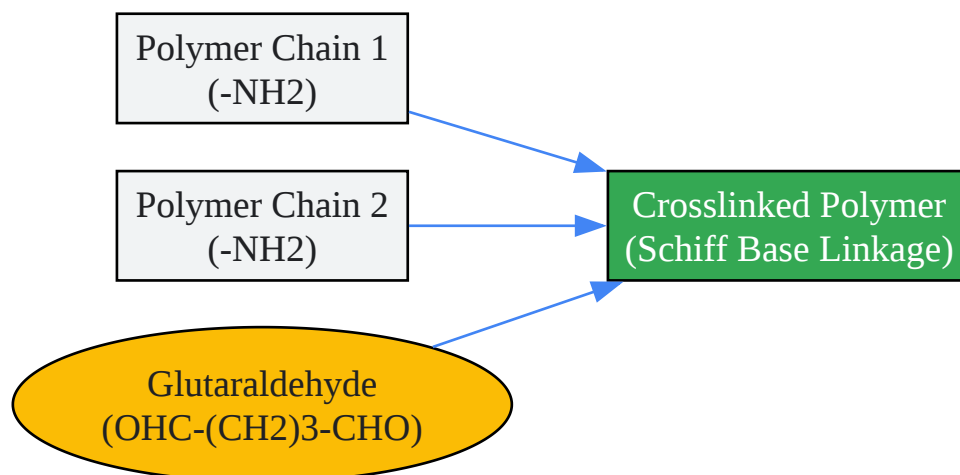 Polymer Chain 1
(-NH2)
Polymer Chain 2
(-NH2)
Crosslinked Polymer
(Schiff Base Linkage)
Glutaraldehyde
(OHC-(CH2)3-CHO)